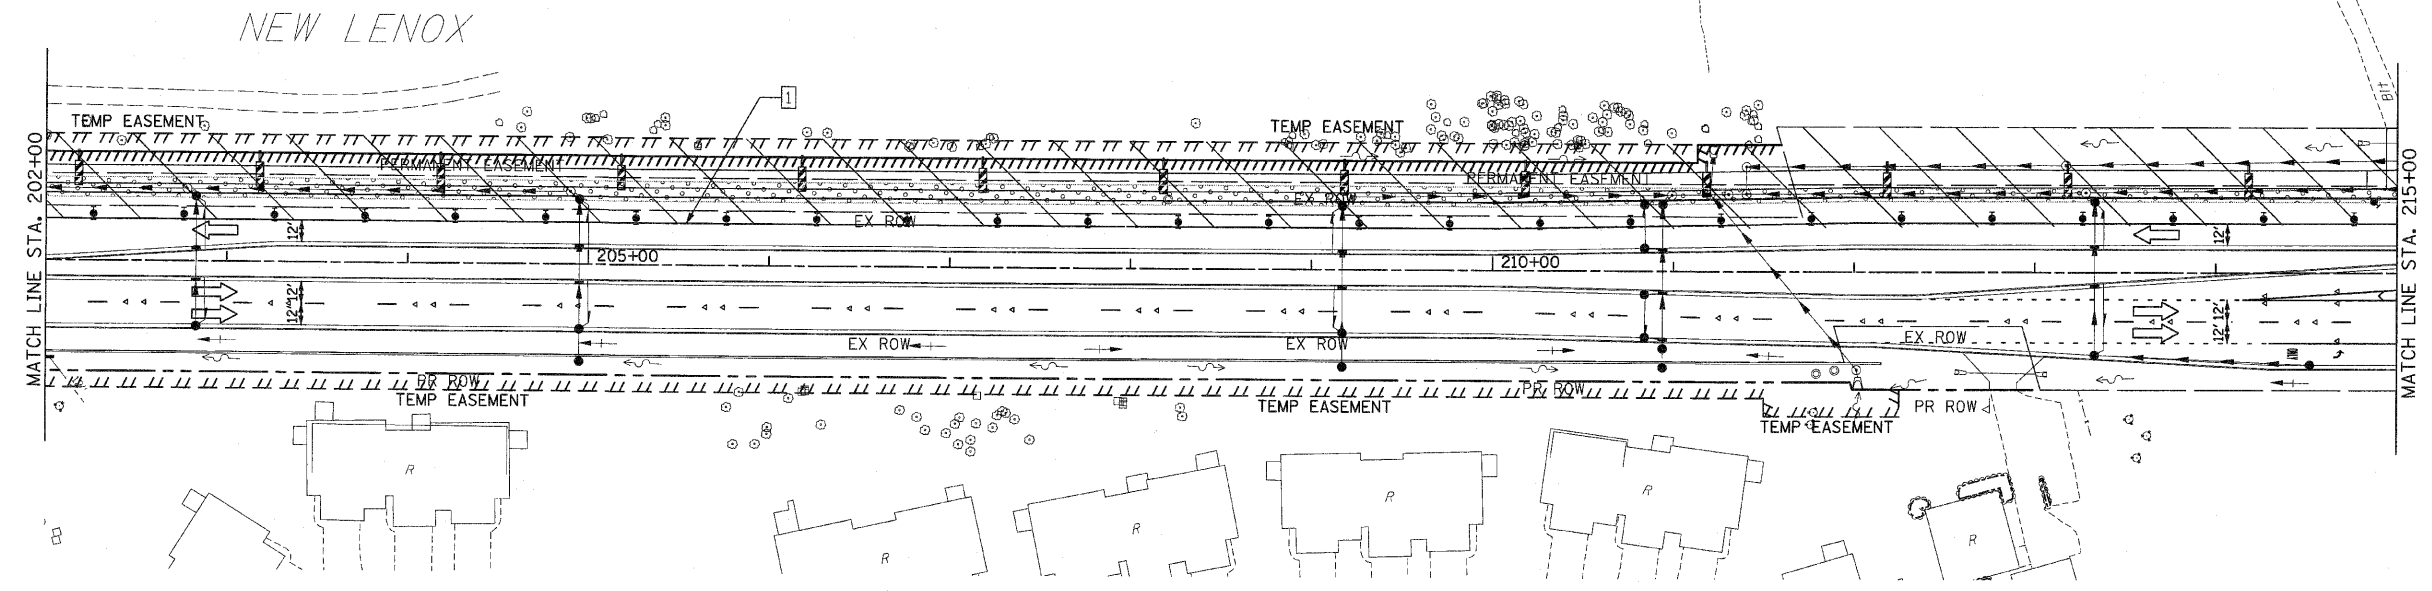 NEW LENOX
MATCH LINE STA. 202+00
TEMP EASEMENT
1
TEMP EASEMENT
Bit
MATCH LINE STA. 215+00
PERMANENT EASEMENT
PERMANENT EASEMENT
EX ROW
EX ROW
12'
12'
205+00
210+00
12' 12'
12' 12'
EX ROW
EX ROW
EX ROW
PR ROW
TEMP EASEMENT
TEMP EASEMENT
PR ROW
TEMP EASEMENT
PR ROW
R
R
R
R
R
R